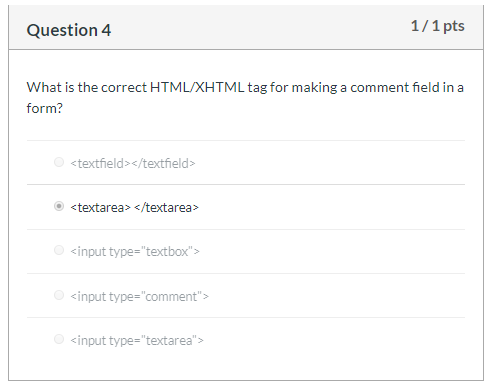 Question 4
1 / 1 pts
What is the correct HTML/XHTML tag for making a comment field in a
form?
<textfield></textfield>
<textarea> </textarea>
<input type="textbox">
<input type="comment">
<input type="textarea">